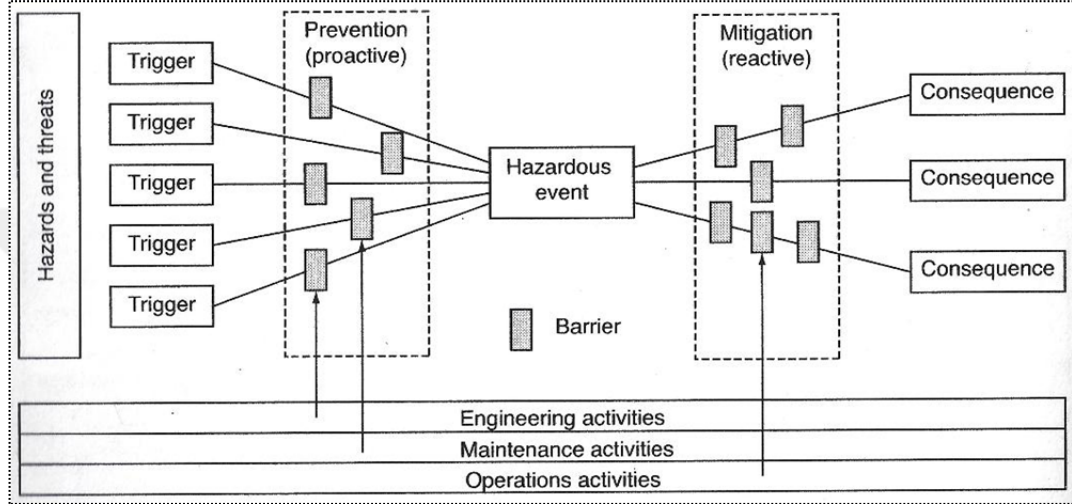 Hazards and threats
Trigger
Trigger
Trigger
Trigger
Trigger
Prevention
(proactive)
Hazardous
event
Barrier
Mitigation
(reactive)
Consequence
Consequence
Consequence
Engineering activities
Maintenance activities
Operations activities